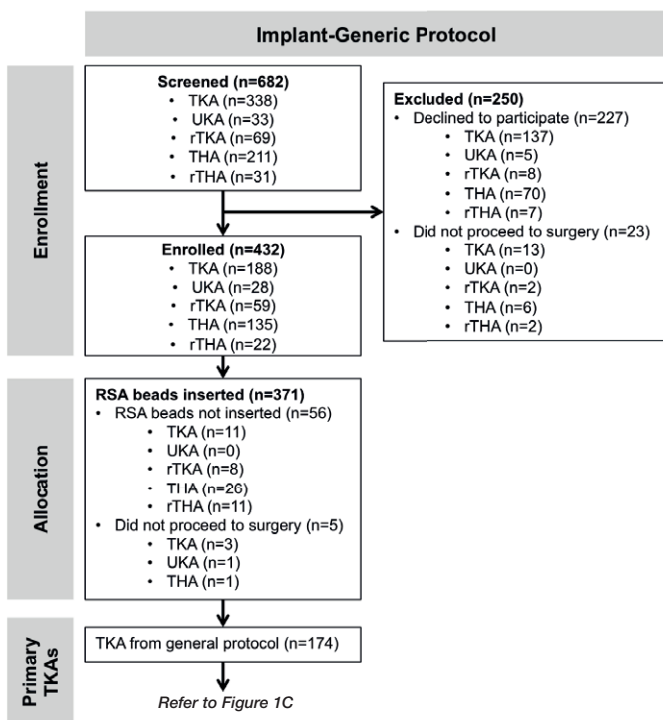 Implant-Generic Protocol
Enrollment
Screened (n=682)
• TKA (n=338)
• UKA (n=33)
• rTKA (n=69)
• THA (n=211)
• rTHA (n=31)
Excluded (n=250)
• Declined to participate (n=227)
• TKA (n=137)
• UKA (n=5)
• rTKA (n=8)
• THA (n=70)
• rTHA (n=7)
• Did not proceed to surgery (n=23)
• TKA (n=13)
• UKA (n=0)
• rTKA (n=2)
• THA (n=6)
• rTHA (n=2)
Enrolled (n=432)
• TKA (n=188)
• UKA (n=28)
• rTKA (n=59)
• THA (n=135)
• rTHA (n=22)
Allocation
RSA beads inserted (n=371)
• RSA beads not inserted (n=56)
• TKA (n=11)
• UKA (n=0)
• rTKA (n=8)
• THA (n=26)
• rTHA (n=11)
• Did not proceed to surgery (n=5)
• TKA (n=3)
• UKA (n=1)
• THA (n=1)
Primary
TKAs
TKA from general protocol (n=174)
Refer to Figure 1C